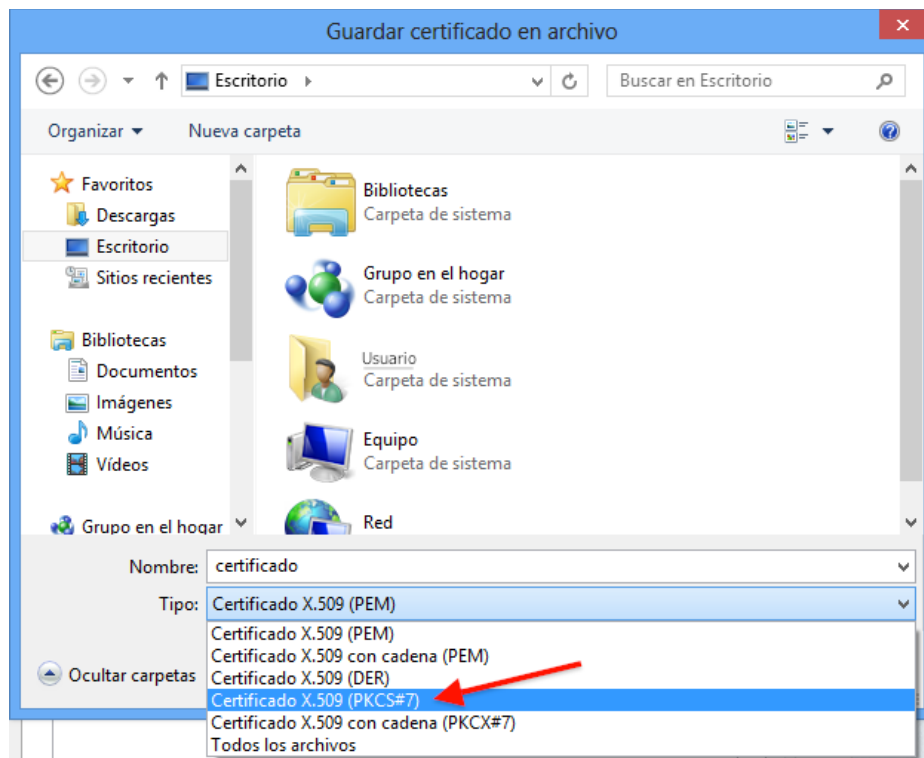 Guardar certificado en archivo
Escritorio
Buscar en Escritorio
Organizar
Nueva carpeta
Favoritos
Descargas
Escritorio
Sitios recientes
Bibliotecas
Documentos
Imágenes
Música
Vídeos
Grupo en el hogar
Bibliotecas
Carpeta de sistema
Grupo en el hogar
Carpeta de sistema
Usuario
Carpeta de sistema
Equipo
Carpeta de sistema
Red
Nombre: certificado
Tipo: Certificado X.509 (PEM)
Certificado X.509 (PEM)
Certificado X.509 con cadena (PEM)
Certificado X.509 (DER)
Certificado X.509 (PKCS#7)
Certificado X.509 con cadena (PKCX#7)
Todos los archivos
Ocultar carpetas